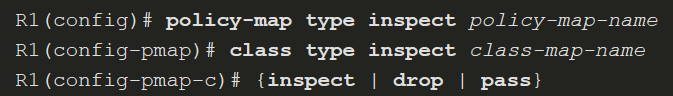 R1(config)# policy-map type inspect policy-map-name
R1(config-pmap)# class type inspect class-map-name
R1(config-pmap-c)# {inspect | drop | pass}